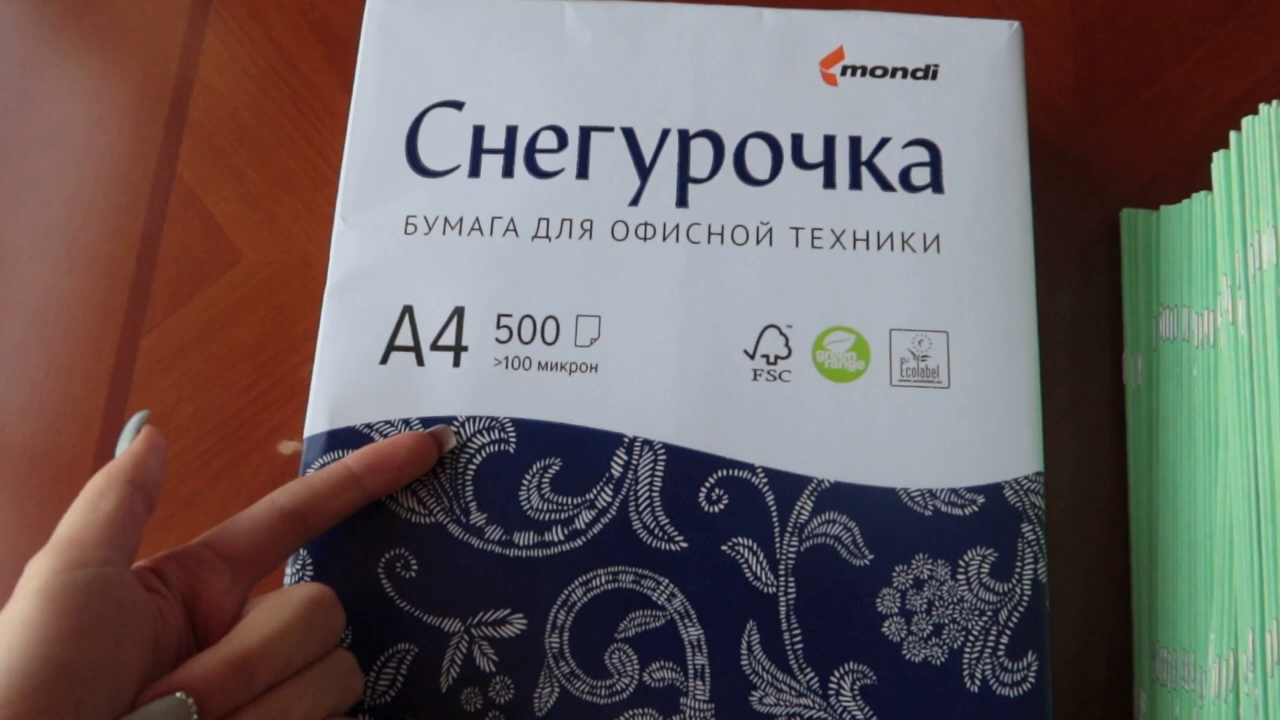 mondi
Снегурочка
БУМАГА ДЛЯ ОФИСНОЙ ТЕХНИКИ
A4 500
>100 микрон
FSC
green
range
Ecolabel